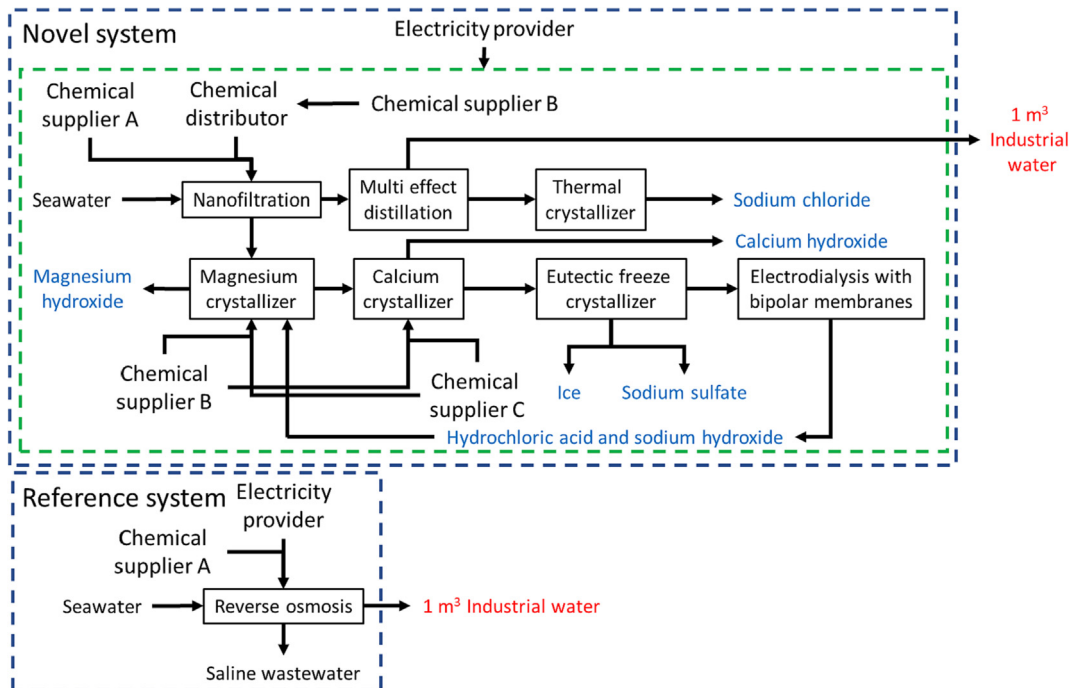 Novel system
Electricity provider
Chemical
supplier A
Chemical
distributor
Chemical supplier B
1 m³
Industrial
water
Seawater
Nanofiltration
Multi effect
distillation
Thermal
crystallizer
Sodium chloride
Calcium hydroxide
Magnesium
hydroxide
Magnesium
crystallizer
Calcium
crystallizer
Eutectic freeze
crystallizer
Electrodialysis with
bipolar membranes
Chemical
supplier B
Chemical
supplier C
Ice
Sodium sulfate
Hydrochloric acid and sodium hydroxide
Reference system
Electricity
provider
Chemical
supplier A
Seawater
Reverse osmosis
1 m³ Industrial water
Saline wastewater